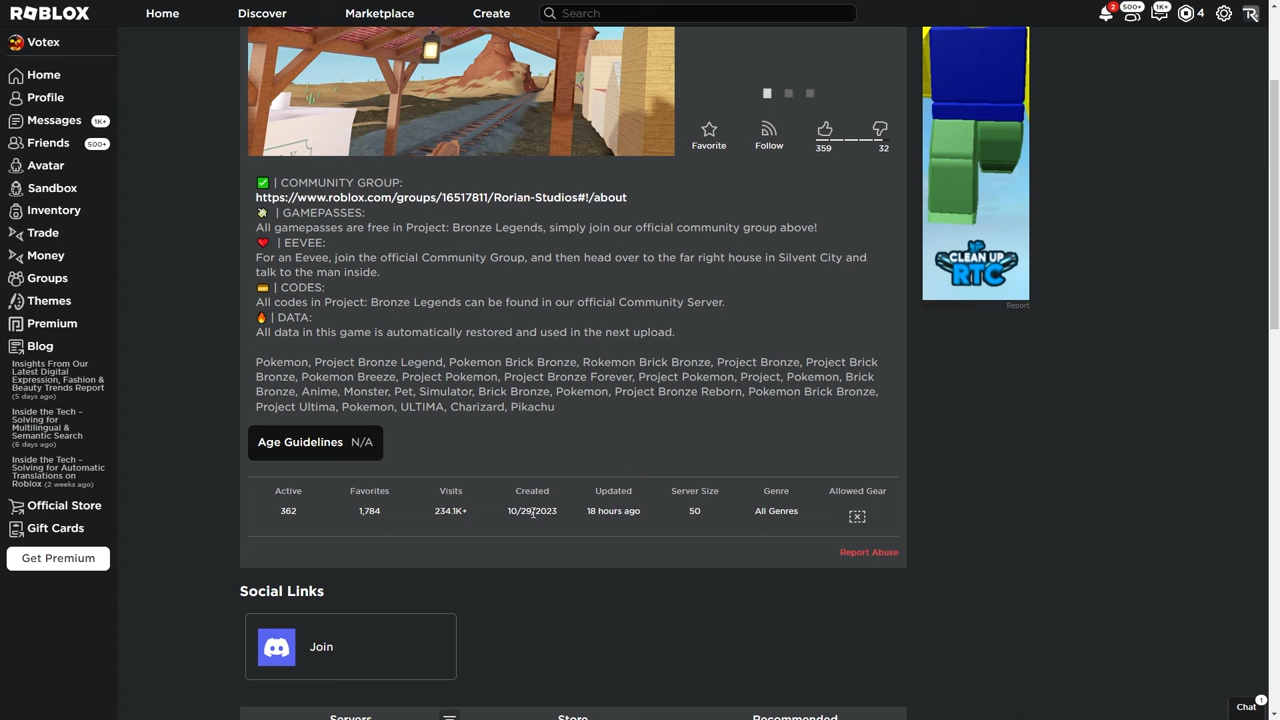 ROBLOX
Home
Discover
Marketplace
Create
Search
2
500+
1K+
4
Votex
Home
Profile
Messages
1K+
Friends
500+
Avatar
Sandbox
Inventory
Trade
Money
Groups
Themes
Premium
Blog
Insights From Our
Latest Digital
Expression, Fashion &
Beauty Trends Report
(5 days ago)
Inside the Tech –
Solving for
Multilingual &
Semantic Search
(6 days ago)
Inside the Tech –
Solving for Automatic
Translations on
Roblox (2 weeks ago)
Official Store
Gift Cards
Get Premium
Favorite
Follow
359
32
| COMMUNITY GROUP:
https://www.roblox.com/groups/16517811/Rorian-Studios#!/about
| GAMEPASSES:
All gamepasses are free in Project: Bronze Legends, simply join our official community group above!
| EEVEE:
For an Eevee, join the official Community Group, and then head over to the far right house in Silvent City and
talk to the man inside.
| CODES:
All codes in Project: Bronze Legends can be found in our official Community Server.
| DATA:
All data in this game is automatically restored and used in the next upload.
Pokemon, Project Bronze Legend, Pokemon Brick Bronze, Rokemon Brick Bronze, Project Bronze, Project Brick
Bronze, Pokemon Breeze, Project Pokemon, Project Bronze Forever, Project Pokemon, Project, Pokemon, Brick
Bronze, Anime, Monster, Pet, Simulator, Brick Bronze, Pokemon, Project Bronze Reborn, Pokemon Brick Bronze,
Project Ultima, Pokemon, ULTIMA, Charizard, Pikachu
Age Guidelines N/A
Active
Favorites
Visits
Created
Updated
Server Size
Genre
Allowed Gear
362
1,784
234.1K+
10/29/2023
18 hours ago
50
All Genres
Report Abuse
Social Links
Join
Servers
Store
Recommended
CLEAN UP
RTC
Report
Chat
1